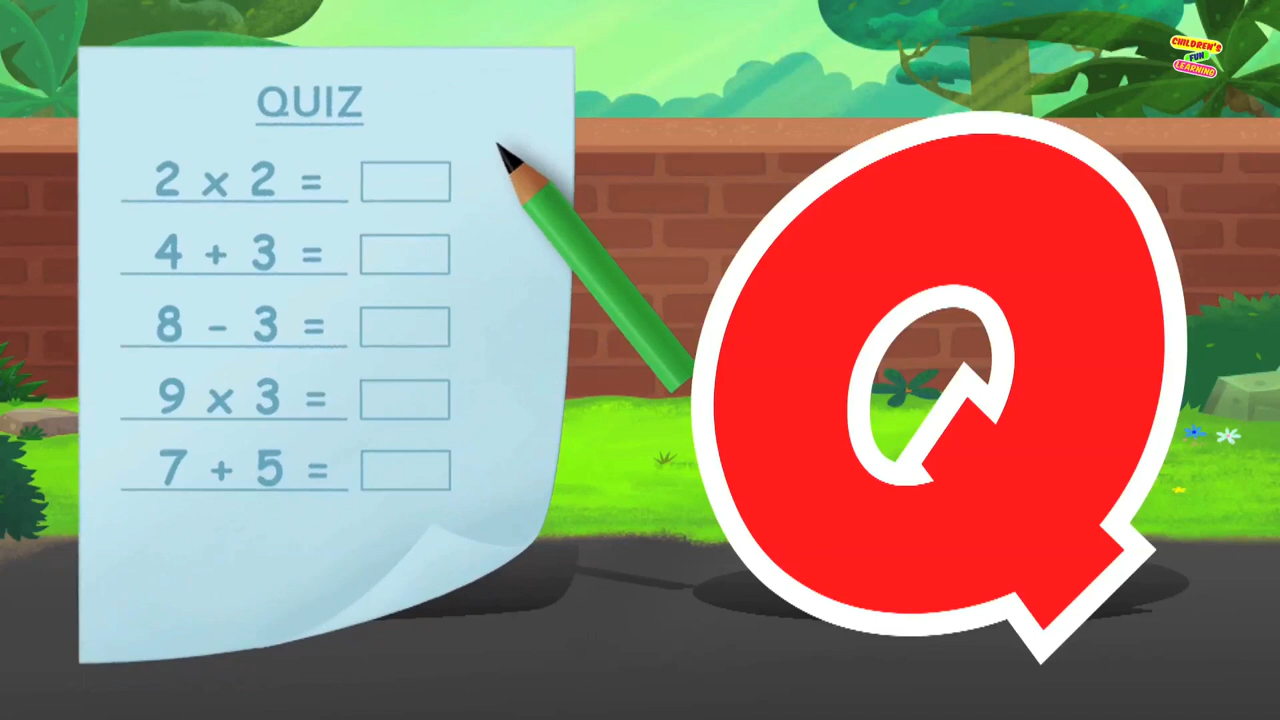 QUIZ
2 x 2 =
4 + 3 =
8 - 3 =
9 x 3 =
7 + 5 =
Q
CHILDREN'S
FUN
LEARNING